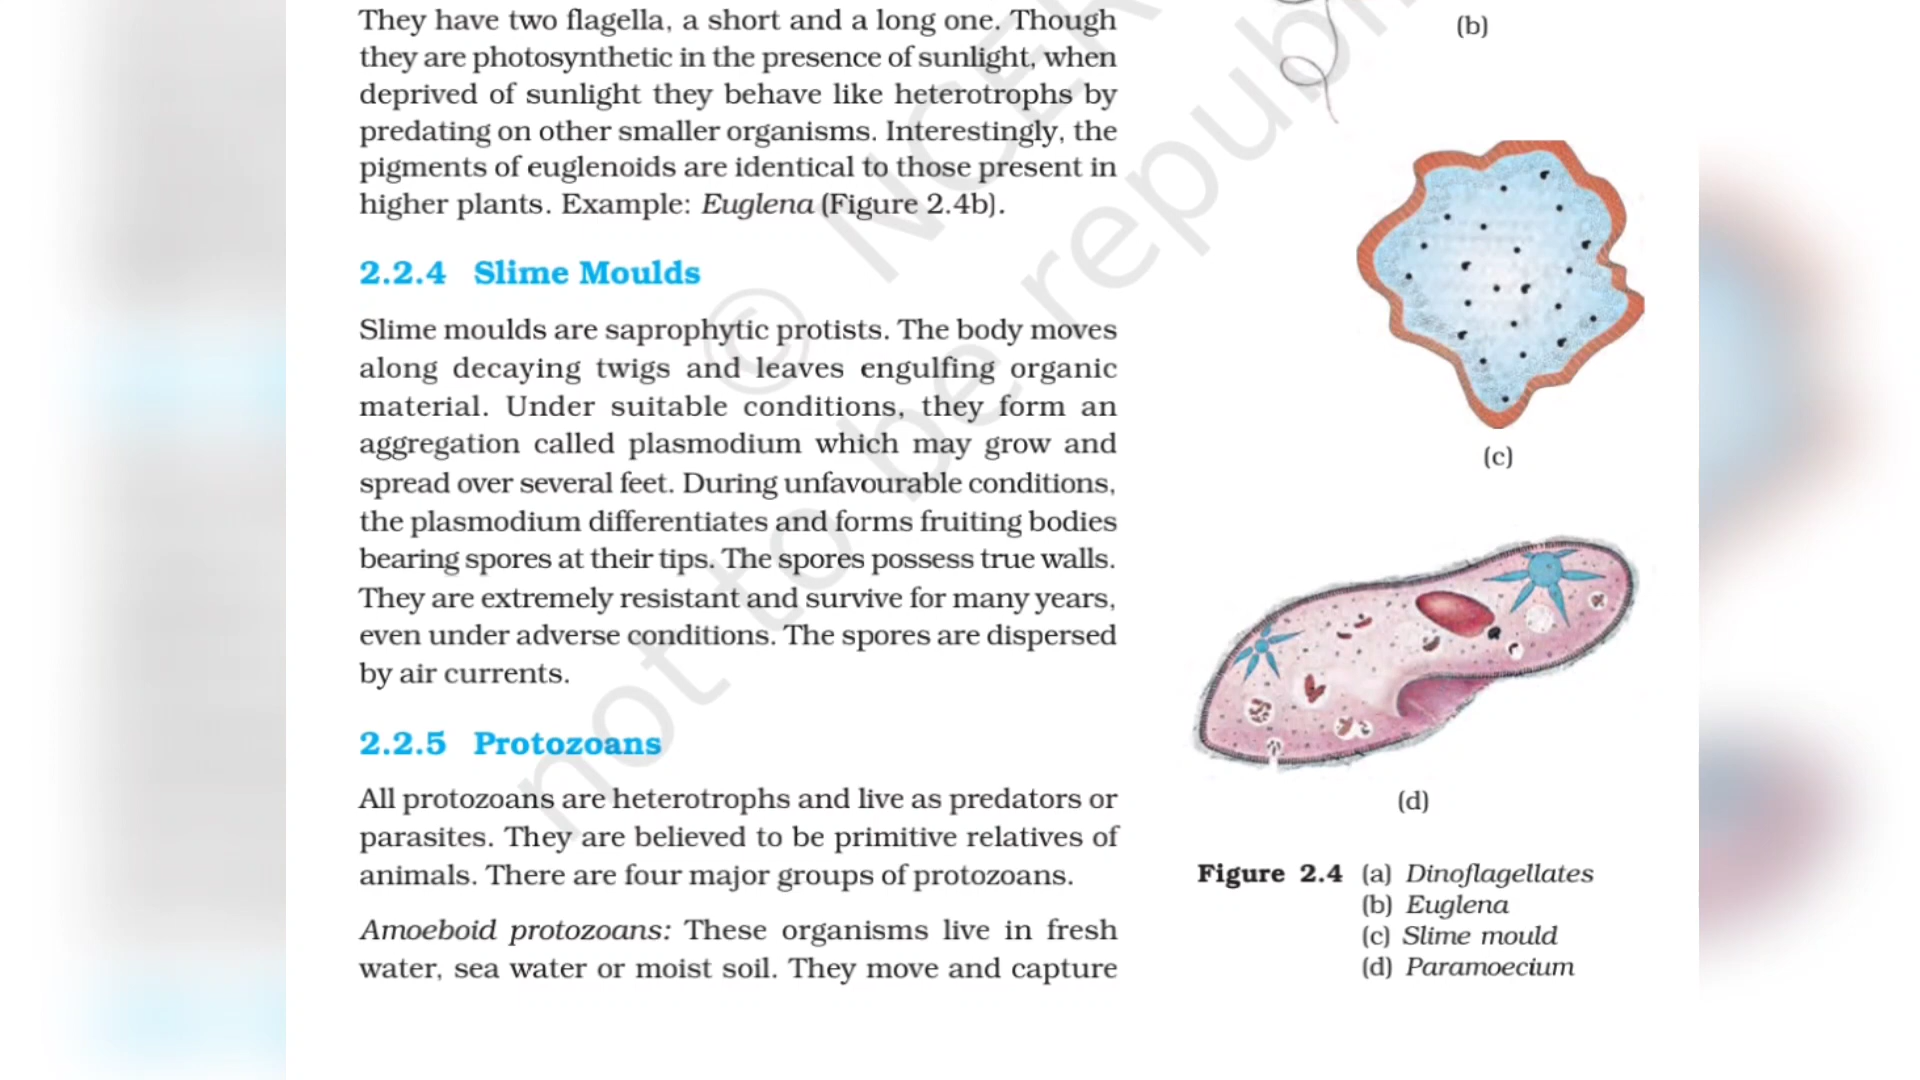 They have two flagella, a short and a long one. Though
they are photosynthetic in the presence of sunlight, when
deprived of sunlight they behave like heterotrophs by
predating on other smaller organisms. Interestingly, the
pigments of euglenoids are identical to those present in
higher plants. Example: Euglena (Figure 2.4b).
2.2.4 Slime Moulds
Slime moulds are saprophytic protists. The body moves
along decaying twigs and leaves engulfing organic
material. Under suitable conditions, they form an
aggregation called plasmodium which may grow and
spread over several feet. During unfavourable conditions,
the plasmodium differentiates and forms fruiting bodies
bearing spores at their tips. The spores possess true walls.
They are extremely resistant and survive for many years,
even under adverse conditions. The spores are dispersed
by air currents.
2.2.5 Protozoans
All protozoans are heterotrophs and live as predators or
parasites. They are believed to be primitive relatives of
animals. There are four major groups of protozoans.
Amoeboid protozoans: These organisms live in fresh
water, sea water or moist soil. They move and capture
(b)
(c)
(d)
Figure 2.4 (a) Dinoflagellates
(b) Euglena
(c) Slime mould
(d) Paramoecium
© NCER
not to be republi